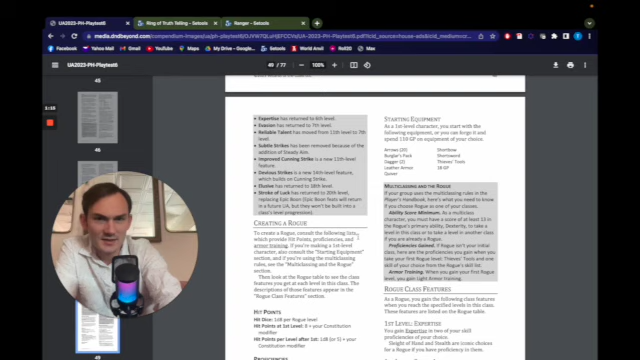 UA2023-PH-Playtest6
Ring of Truth Telling - 5etools
Ranger - 5etools
media.dndbeyond.com/compendium-images/ua/ph-playtest6/
Facebook
Yahoo Mail
Gmail
YouTube
Maps
My Drive - Google...
5etools
World Anvil
Roll20
Max
UA2023-PH-Playtest6
49 / 77
100%
Expertise has returned to 6th level.
Evasion has returned to 7th level.
Reliable Talent has moved from 11th level to 7th
level.
Subtle Strikes has been removed because of the
addition of Steady Aim.
Improved Cunning Strike is a new 11th-level
feature.
Devious Strikes is a new 14th-level feature,
which builds on Cunning Strike.
Elusive has returned to 18th level.
Stroke of Luck has returned to 20th level,
replacing Epic Boon (Epic Boon feats will return
in a future UA, but they won't be built into a
class's level progression)
CREATING A ROGUE
To create a Rogue, consult the following lists,
which provide Hit Points, proficiencies, and
armor training. If you're making a 1st-level
character, also consult the "Starting Equipment"
section, and if you're using the multiclassing
rules, see the "Multiclassing and the Rogue"
section.
Then look at the Rogue table to see the class
features you get at each level in this class. The
descriptions of those features appear in the
"Rogue Class Features" section.
HIT POINTS
Hit Dice: 1d8 per Rogue level
Hit Points at 1st Level: 8 + your Constitution
modifier
Hit Points per Level after 1st: 1d8 (or 5) + your
Constitution modifier
PROFICIENCIES
STARTING EQUIPMENT
As a 1st-level character, you start with the
following equipment, or you can forgo it and
spend 110 GP on equipment of your choice.
Arrows (20) Shortbow
Burglar's Pack Shortsword
Dagger (2) Thieves' Tools
Leather Armor 18 GP
Quiver
MULTICLASSING AND THE ROGUE
If your group uses the multiclassing rules in the
Player's Handbook, here's what you need to know
if you choose Rogue as one of your classes.
Ability Score Minimum. As a multiclass
character, you must have a score of at least 13 in
the Rogue's primary ability, Dexterity, to take a
level in this class or to take a level in another class
if you are already a Rogue.
Proficiencies Gained. If Rogue isn't your initial
class, here are the proficiencies you gain when you
take your first Rogue level: Thieves' Tools and one
skill of your choice from the Rogue's skill list.
Armor Training. When you gain your first Rogue
level, you gain Light Armor training.
ROGUE CLASS FEATURES
As a Rogue, you gain the following class features
when you reach the specified levels in this class.
These features are listed on the Rogue table.
1ST LEVEL: EXPERTISE
You gain Expertise in two of your skill
proficiencies of your choice.
Sleight of Hand and Stealth are iconic choices
for a Rogue if you have proficiency in them.
49